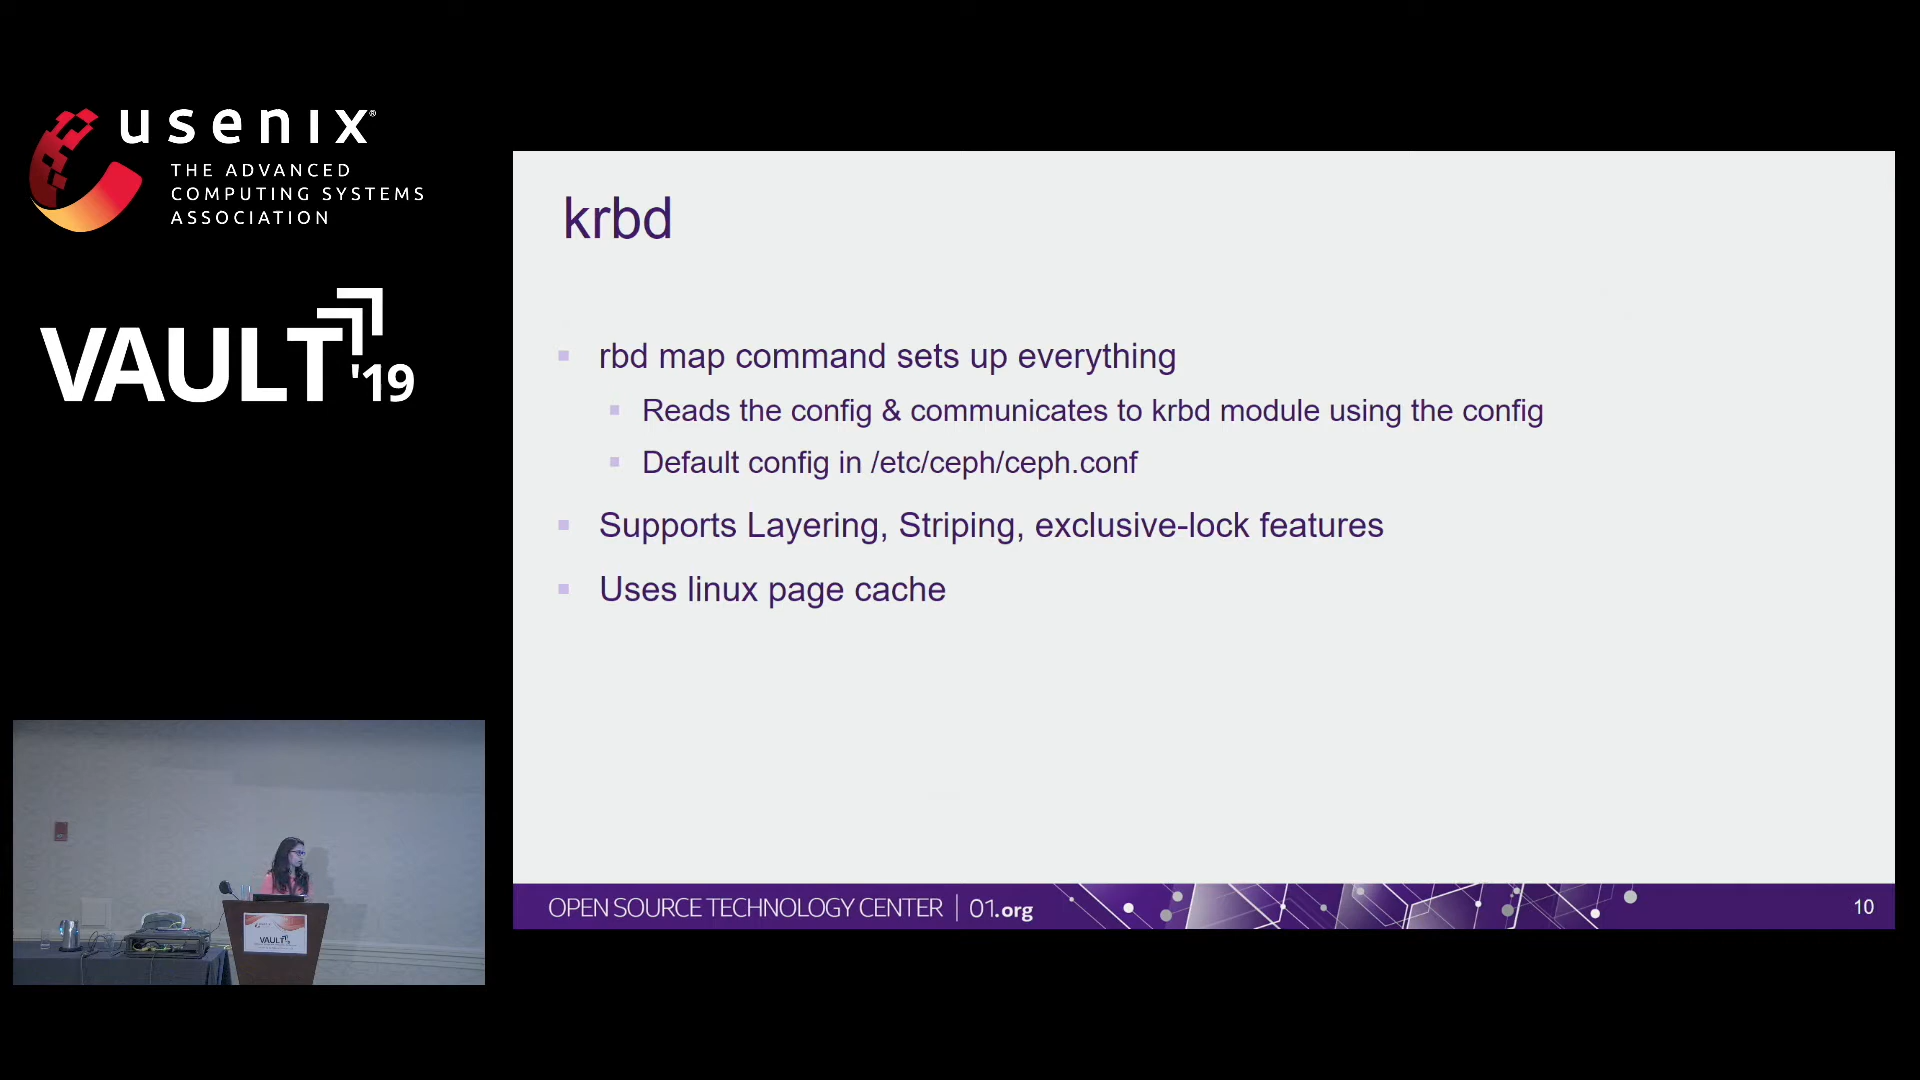 usenix®
THE ADVANCED
COMPUTING SYSTEMS
ASSOCIATION
VAULT '19
krbd
rbd map command sets up everything
Reads the config & communicates to krbd module using the config
Default config in /etc/ceph/ceph.conf
Supports Layering, Striping, exclusive-lock features
Uses linux page cache
OPEN SOURCE TECHNOLOGY CENTER | 01.org
10
VAULT